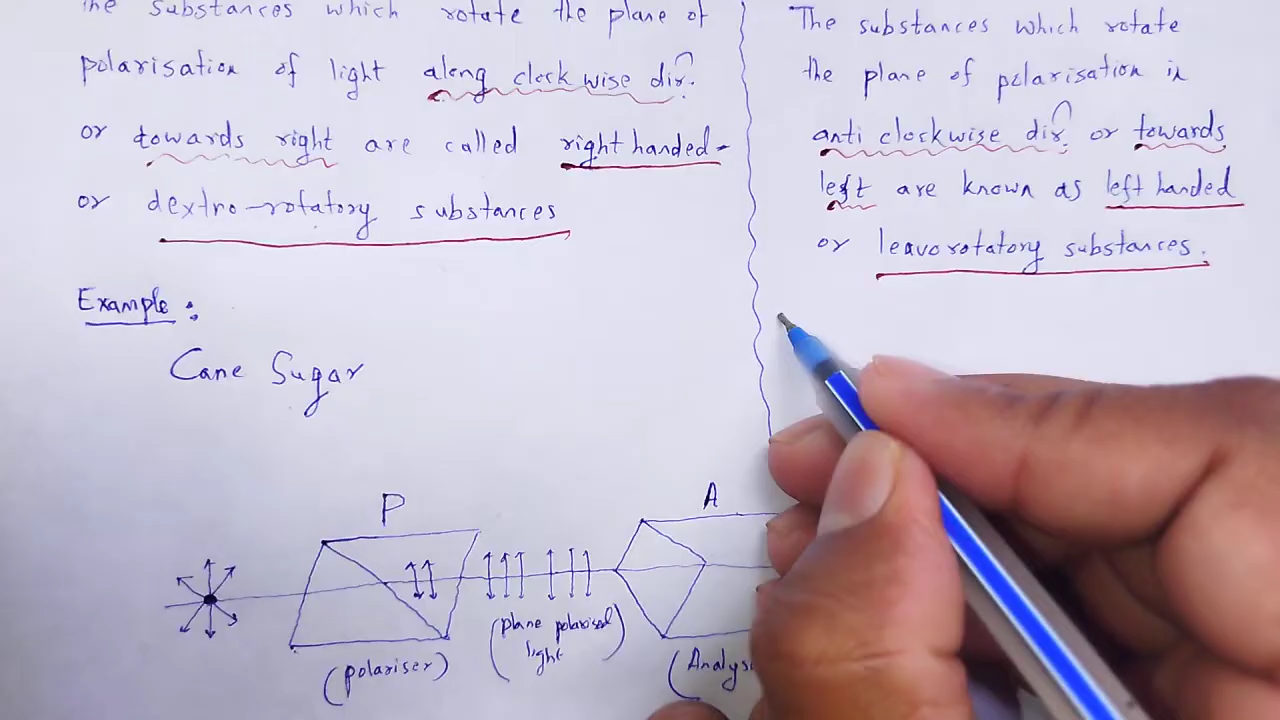 The substances which rotate the plane of
polarisation of light along clockwise dirⁿ.
or towards right are called right handed-
or dextro-rotatory substances
Example:
Cane Sugar
The substances which rotate
the plane of polarisation in
anti clockwise dirⁿ or towards
left are known as left handed
or leavorotatory substances.
P
A
(polariser)
(plane polarised
light)